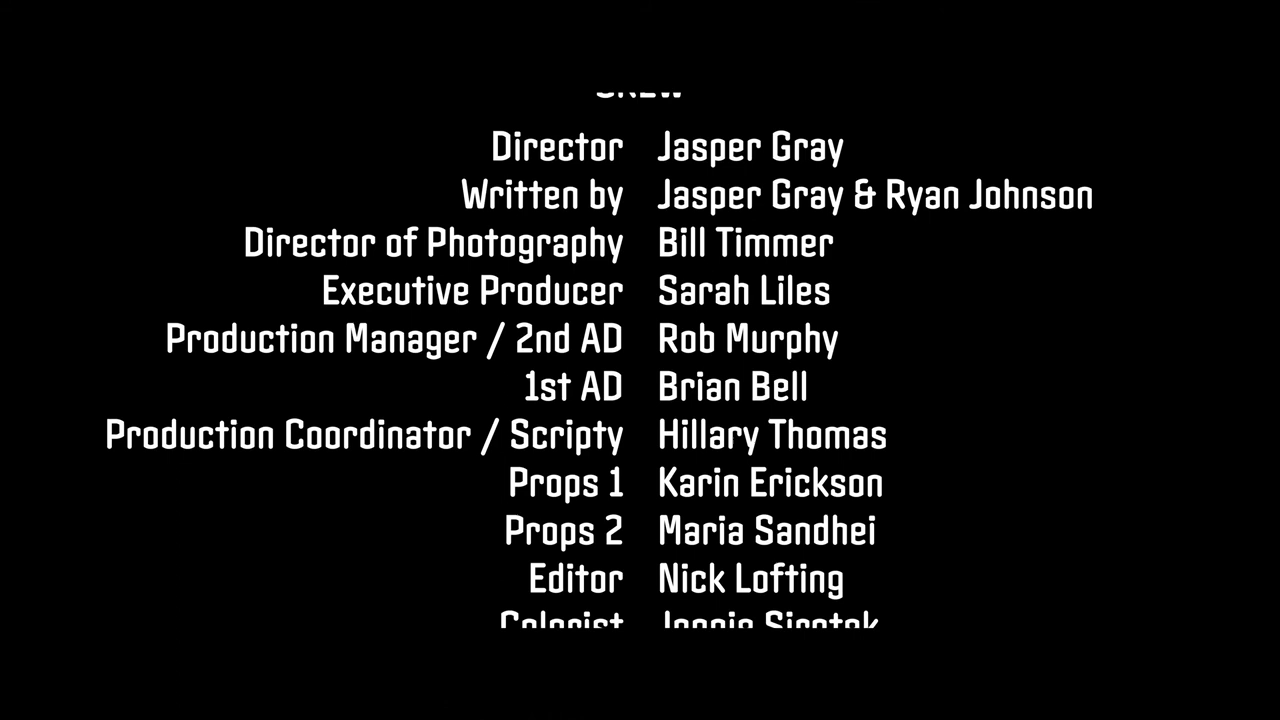 CREW
Director Jasper Gray
Written by Jasper Gray & Ryan Johnson
Director of Photography Bill Timmer
Executive Producer Sarah Liles
Production Manager / 2nd AD Rob Murphy
1st AD Brian Bell
Production Coordinator / Scripty Hillary Thomas
Props 1 Karin Erickson
Props 2 Maria Sandhei
Editor Nick Lofting
Colorist